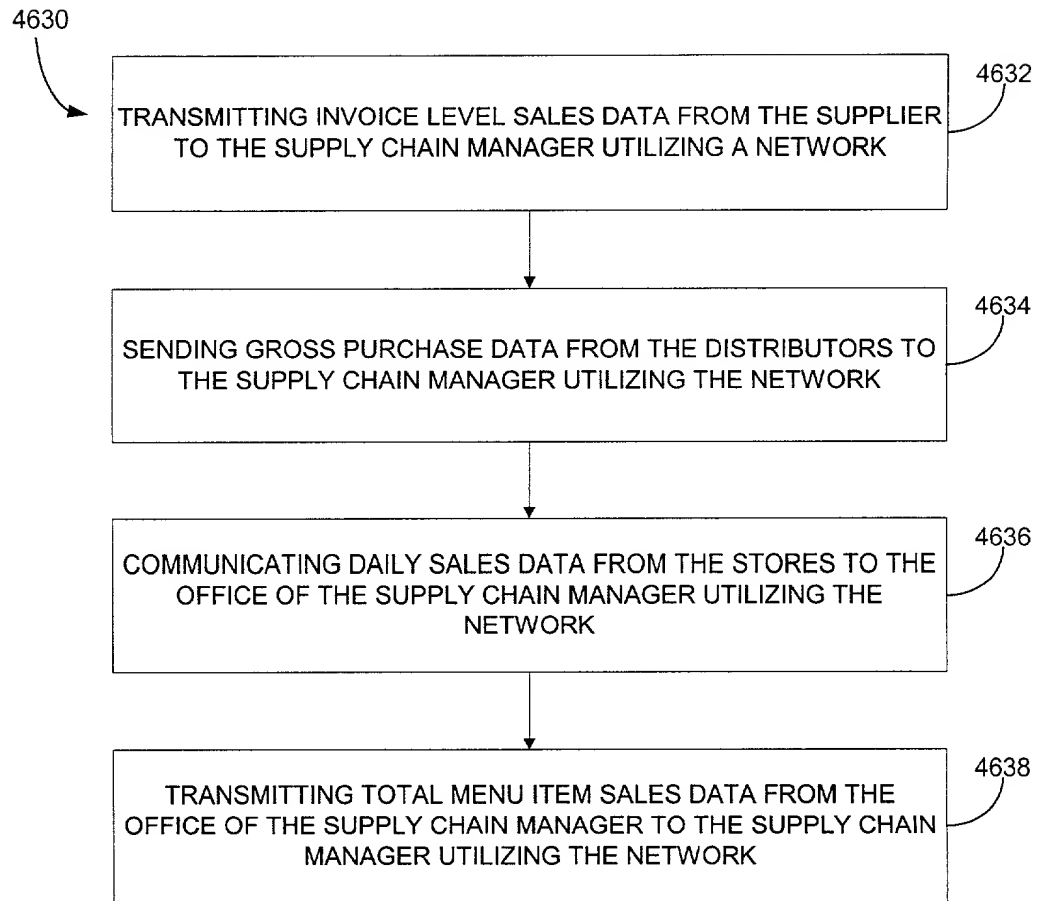 4630
4632
TRANSMITTING INVOICE LEVEL SALES DATA FROM THE SUPPLIER
TO THE SUPPLY CHAIN MANAGER UTILIZING A NETWORK
4634
SENDING GROSS PURCHASE DATA FROM THE DISTRIBUTORS TO
THE SUPPLY CHAIN MANAGER UTILIZING THE NETWORK
4636
COMMUNICATING DAILY SALES DATA FROM THE STORES TO THE
OFFICE OF THE SUPPLY CHAIN MANAGER UTILIZING THE
NETWORK
4638
TRANSMITTING TOTAL MENU ITEM SALES DATA FROM THE
OFFICE OF THE SUPPLY CHAIN MANAGER TO THE SUPPLY CHAIN
MANAGER UTILIZING THE NETWORK